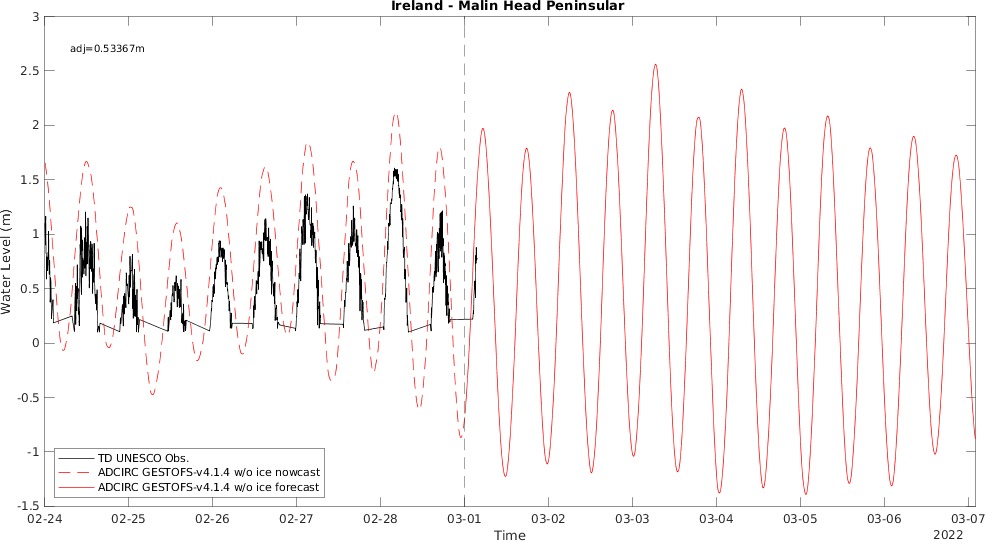 Ireland - Malin Head Peninsular
adj=0.53367m
Water Level (m)
3
2.5
2
1.5
1
0.5
0
-0.5
-1
-1.5
TD UNESCO Obs.
ADCIRC GESTOFS-v4.1.4 w/o ice nowcast
ADCIRC GESTOFS-v4.1.4 w/o ice forecast
02-24 02-25 02-26 02-27 02-28 03-01 03-02 03-03 03-04 03-05 03-06 03-07
Time
2022